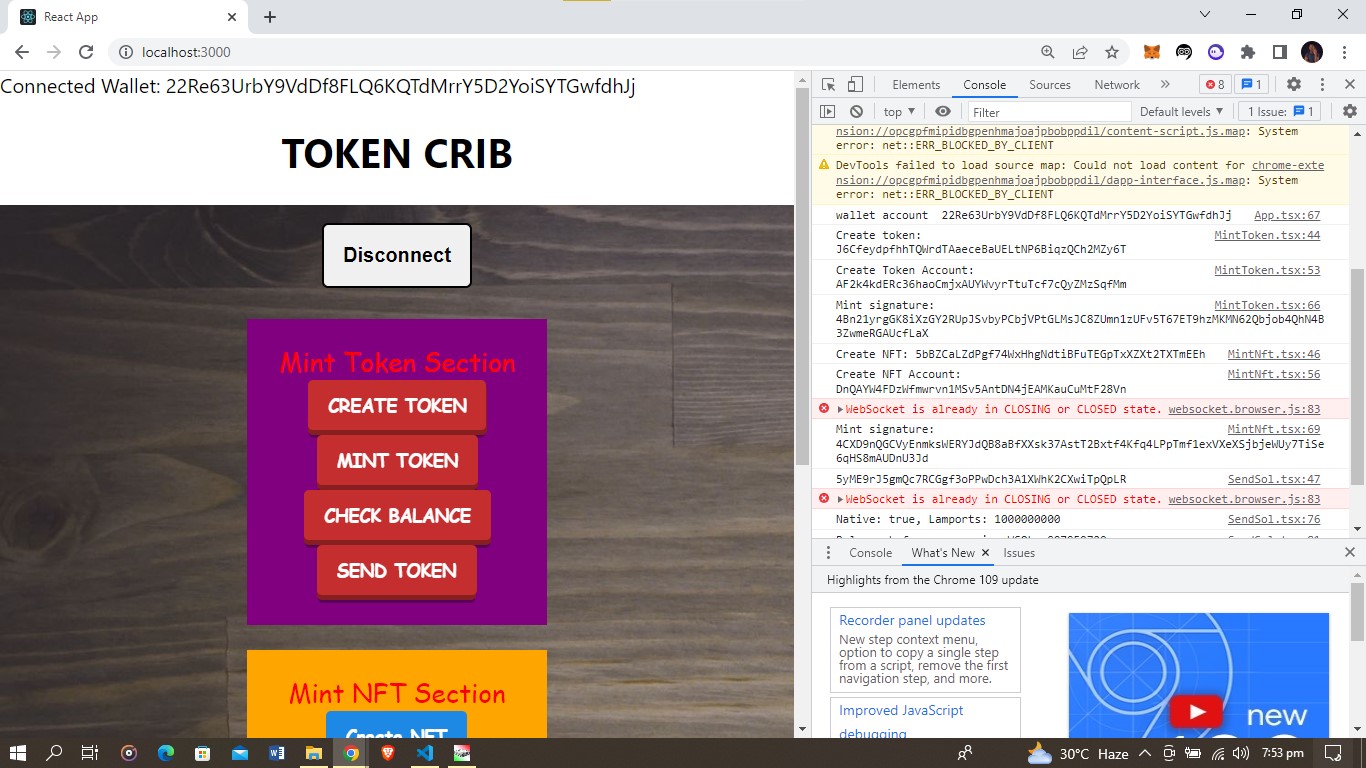 React App
localhost:3000
Connected Wallet: 22Re63UrbY9VdDf8FLQ6KQTdMrrY5D2YoiSYTGwfdhJj
TOKEN CRIB
Disconnect
Mint Token Section
CREATE TOKEN
MINT TOKEN
CHECK BALANCE
SEND TOKEN
Mint NFT Section
Create NFT
Elements Console Sources Network » 8 1
top Filter Default levels 1 Issue: 1
nsion://opcgpfmipidbgpenhmajoajpbobppdil/content-script.js.map: System
error: net::ERR_BLOCKED_BY_CLIENT
DevTools failed to load source map: Could not load content for chrome-exte
nsion://opcgpfmipidbgpenhmajoajpbobppdil/dapp-interface.js.map: System
error: net::ERR_BLOCKED_BY_CLIENT
wallet account 22Re63UrbY9VdDf8FLQ6KQTdMrrY5D2YoiSYTGwfdhJj App.tsx:67
Create token: MintToken.tsx:44
J6CfeydpfhhTQWrdTAaeceBaUELtNP6BiqzQCh2MZy6T
Create Token Account: MintToken.tsx:53
AF2k4kdERc36haoCmjxAUYWvyrTtuTcf7cQyZMzSqfMm
Mint signature: MintToken.tsx:66
4Bn21yrgGK8iXzGY2RUpJSvbyPCbjVPtGLMsJC8ZUmn1zUFv5T67ET9hzMKMN62Qbjob4QhN4B
3ZwmeRGAUcfLaX
Create NFT: 5bBZCaLZdPgf74WxHhgNdtiBFuTEGpTxXZXt2TXTmEEh MintNft.tsx:46
Create NFT Account: MintNft.tsx:56
DnQAYW4FDzWfmwrvn1MSv5AntDN4jEAMKauCuMtF28Vn
WebSocket is already in CLOSING or CLOSED state. websocket.browser.js:83
Mint signature: MintNft.tsx:69
4CXD9nQGCVyEnmksWERYJdQB8aBfXXsk37AstT2Bxtf4Kfq4LPpTmf1exVXeXSjbjeWUy7TiSe
6qHS8mAUDnU3Jd
5yME9rJ5gmQc7RCGgf3oPPwDch3A1XWhK2CXwiTpQpLR SendSol.tsx:47
WebSocket is already in CLOSING or CLOSED state. websocket.browser.js:83
Native: true, Lamports: 1000000000 SendSol.tsx:76
Console What's New Issues
Highlights from the Chrome 109 update
Recorder panel updates
New step context menu,
option to copy a single step
from a script, remove the first
navigation step, and more.
Improved JavaScript
debugging
new
30°C Haze 7:53 pm